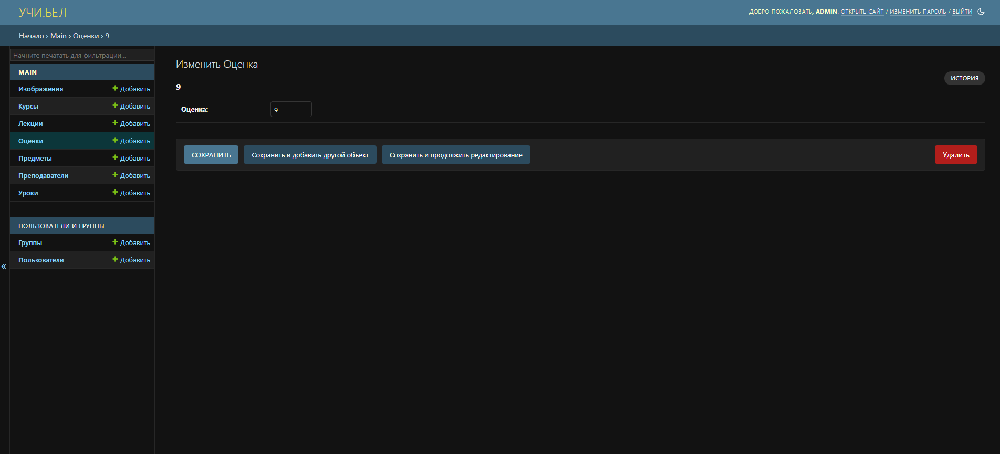 УЧИ.БЕЛ
ДОБРО ПОЖАЛОВАТЬ, ADMIN. ОТКРЫТЬ САЙТ / ИЗМЕНИТЬ ПАРОЛЬ / ВЫЙТИ
Начало › Main › Оценки › 9
Начните печатать для фильтрации...
MAIN
Изображения + Добавить
Курсы + Добавить
Лекции + Добавить
Оценки + Добавить
Предметы + Добавить
Преподаватели + Добавить
Уроки + Добавить
ПОЛЬЗОВАТЕЛИ И ГРУППЫ
Группы + Добавить
Пользователи + Добавить
«
Изменить Оценка
ИСТОРИЯ
9
Оценка: 9
СОХРАНИТЬ Сохранить и добавить другой объект Сохранить и продолжить редактирование Удалить